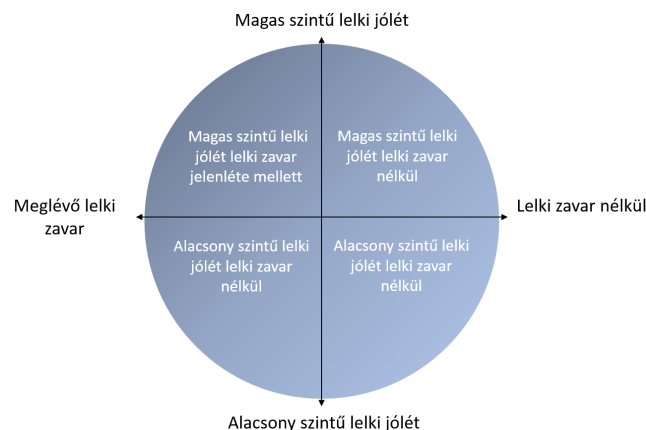 Magas szintű lelki jólét
Magas szintű lelki
jólét lelki zavar
jelenléte mellett
Magas szintű lelki
jólét lelki zavar
nélkül
Meglévő lelki
zavar
Lelki zavar nélkül
Alacsony szintű lelki
jólét lelki zavar
nélkül
Alacsony szintű lelki
jólét lelki zavar
nélkül
Alacsony szintű lelki jólét